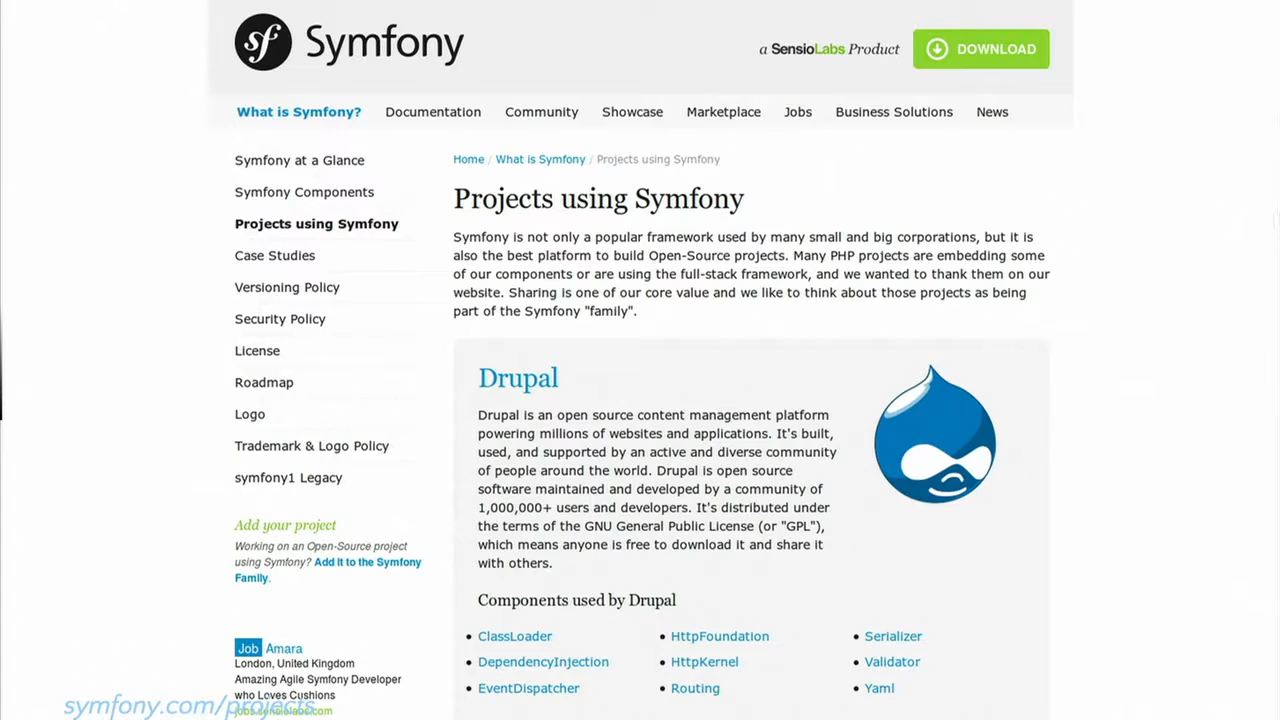 sf Symfony
a SensioLabs Product
DOWNLOAD
What is Symfony? Documentation Community Showcase Marketplace Jobs Business Solutions News
Symfony at a Glance
Symfony Components
Projects using Symfony
Case Studies
Versioning Policy
Security Policy
License
Roadmap
Logo
Trademark & Logo Policy
symfony1 Legacy
Add your project
Working on an Open-Source project
using Symfony? Add it to the Symfony
Family.
Job Amara
London, United Kingdom
Amazing Agile Symfony Developer
who Loves Cushions
jobs.sensiolabs.com
symfony.com/projects
Home / What is Symfony / Projects using Symfony
Projects using Symfony
Symfony is not only a popular framework used by many small and big corporations, but it is
also the best platform to build Open-Source projects. Many PHP projects are embedding some
of our components or are using the full-stack framework, and we wanted to thank them on our
website. Sharing is one of our core value and we like to think about those projects as being
part of the Symfony "family".
Drupal
Drupal is an open source content management platform
powering millions of websites and applications. It's built,
used, and supported by an active and diverse community
of people around the world. Drupal is open source
software maintained and developed by a community of
1,000,000+ users and developers. It's distributed under
the terms of the GNU General Public License (or "GPL"),
which means anyone is free to download it and share it
with others.
Components used by Drupal
• ClassLoader • HttpFoundation • Serializer
• DependencyInjection • HttpKernel • Validator
• EventDispatcher • Routing • Yaml